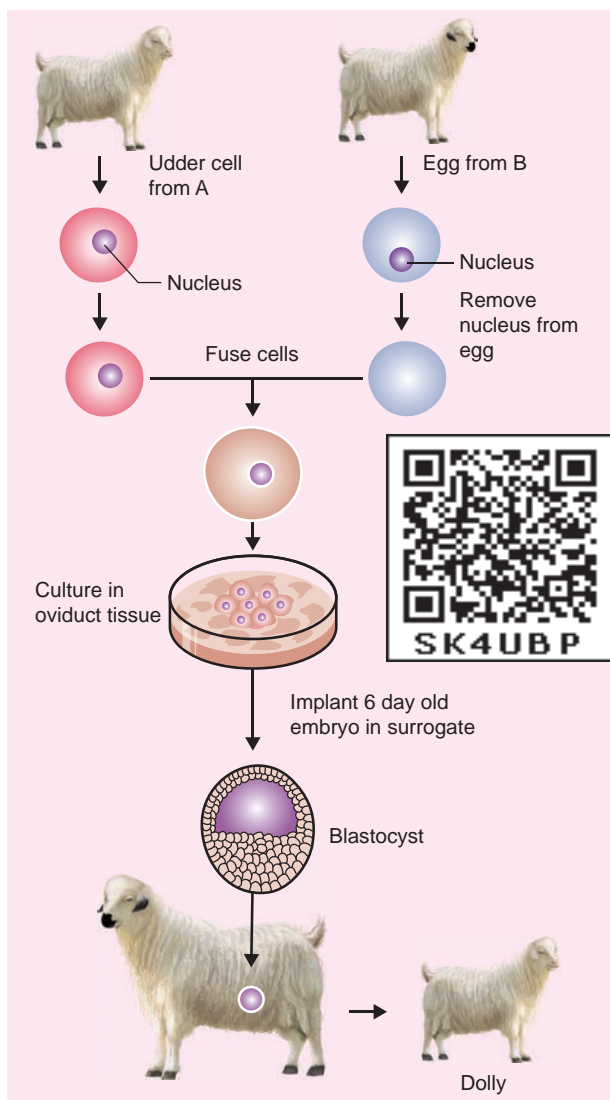 Udder cell
from A
Egg from B
Nucleus
Nucleus
Remove
nucleus from
egg
Fuse cells
SK4UBP
Culture in
oviduct tissue
Implant 6 day old
embryo in surrogate
Blastocyst
Dolly